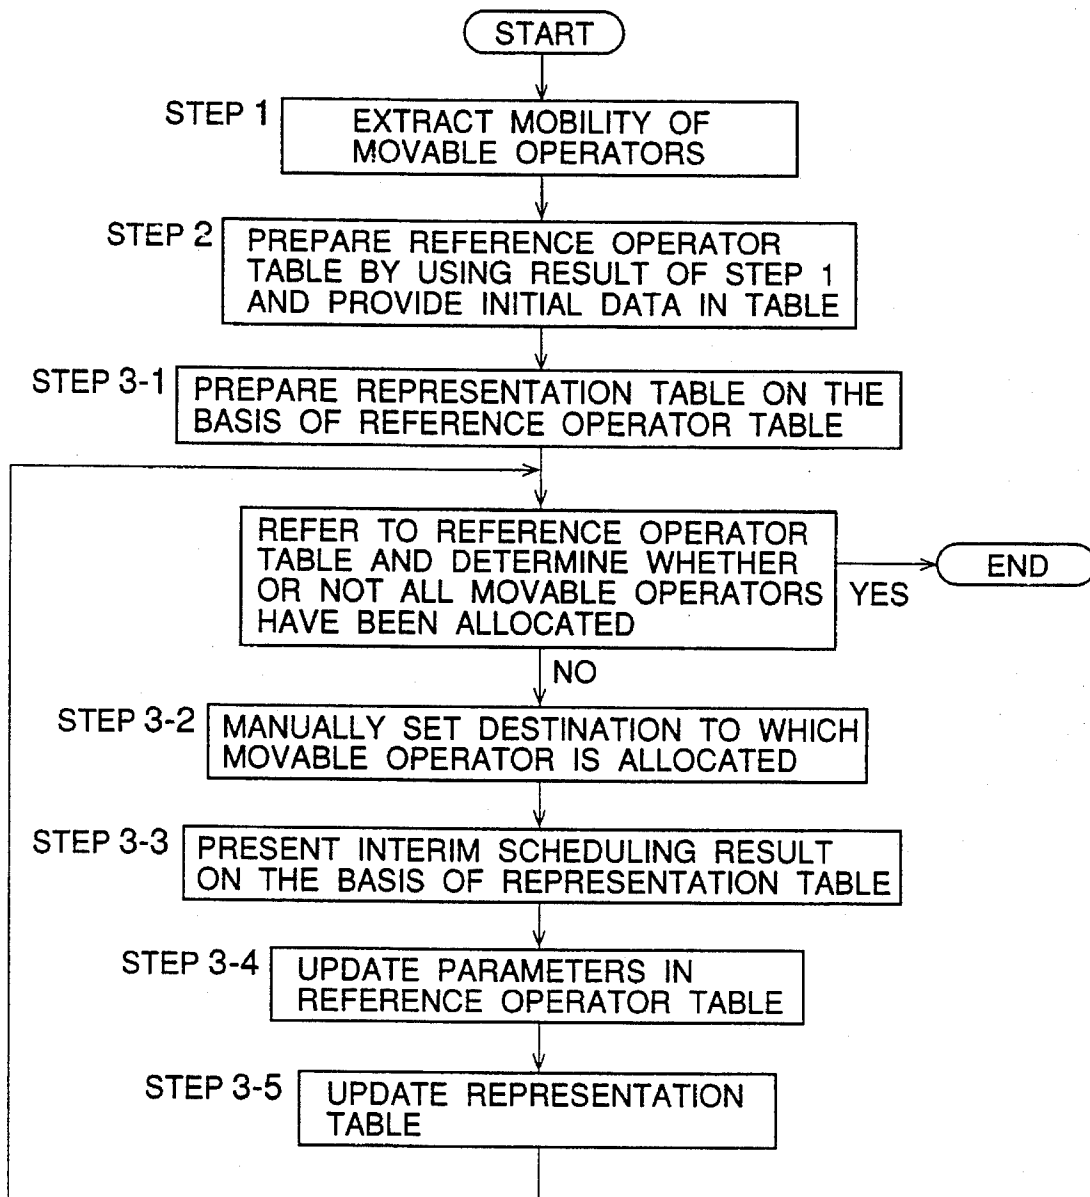 START
STEP 1
EXTRACT MOBILITY OF
MOVABLE OPERATORS
STEP 2
PREPARE REFERENCE OPERATOR
TABLE BY USING RESULT OF STEP 1
AND PROVIDE INITIAL DATA IN TABLE
STEP 3-1
PREPARE REPRESENTATION TABLE ON THE
BASIS OF REFERENCE OPERATOR TABLE
REFER TO REFERENCE OPERATOR
TABLE AND DETERMINE WHETHER
OR NOT ALL MOVABLE OPERATORS
HAVE BEEN ALLOCATED
YES
END
NO
STEP 3-2
MANUALLY SET DESTINATION TO WHICH
MOVABLE OPERATOR IS ALLOCATED
STEP 3-3
PRESENT INTERIM SCHEDULING RESULT
ON THE BASIS OF REPRESENTATION TABLE
STEP 3-4
UPDATE PARAMETERS IN
REFERENCE OPERATOR TABLE
STEP 3-5
UPDATE REPRESENTATION
TABLE